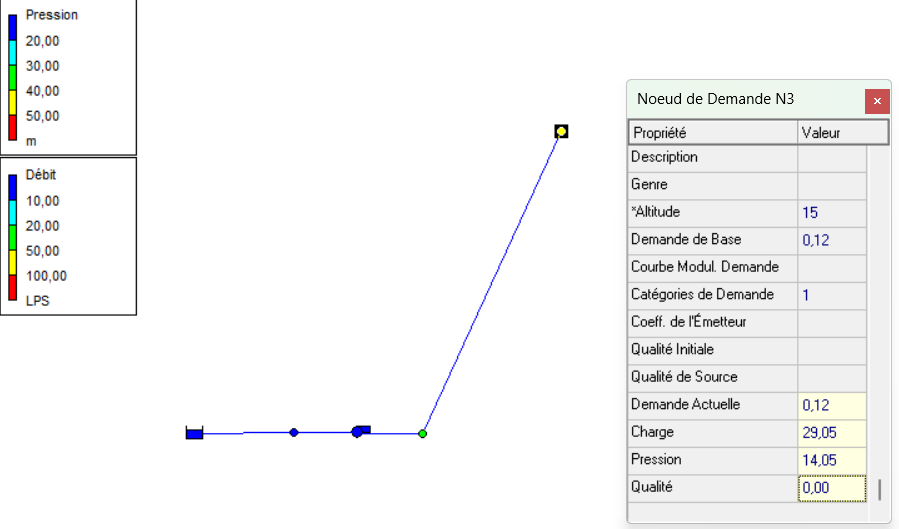 Pression
20,00
30,00
40,00
50,00
m
Débit
10,00
20,00
50,00
100,00
LPS
Noeud de Demande N3
Propriété Valeur
Description
Genre
*Altitude 15
Demande de Base 0,12
Courbe Modul. Demande
Catégories de Demande 1
Coeff. de l'Émetteur
Qualité Initiale
Qualité de Source
Demande Actuelle 0,12
Charge 29,05
Pression 14,05
Qualité 0,00